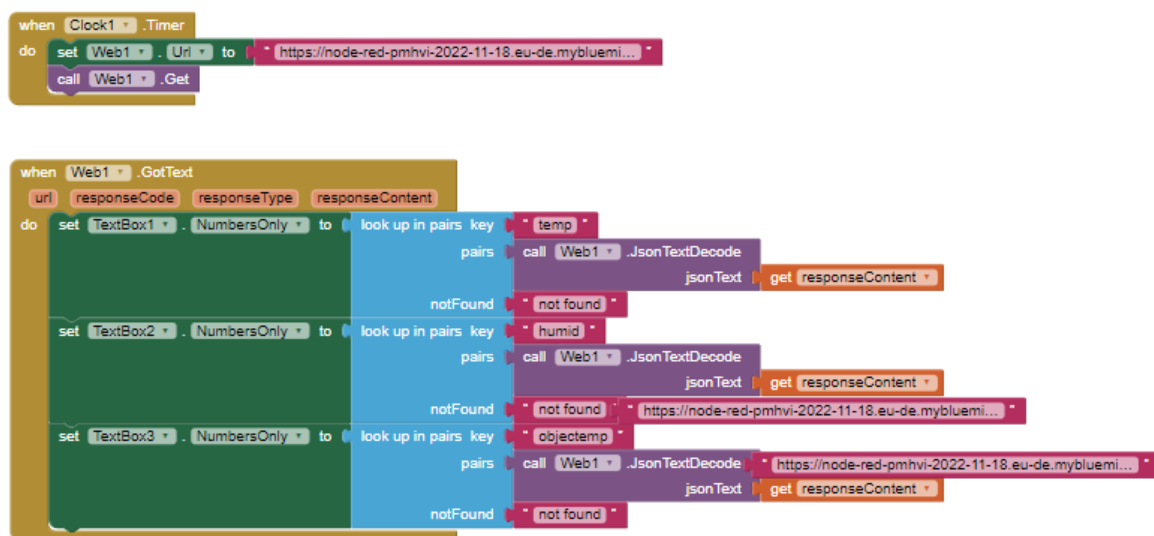 when Clock1 .Timer
do set Web1 . Url to " https://node-red-pmhvi-2022-11-18.eu-de.mybluemi... "
call Web1 .Get
when Web1 .GotText
url responseCode responseType responseContent
do set TextBox1 . NumbersOnly to look up in pairs key " temp "
pairs call Web1 .JsonTextDecode
jsonText get responseContent
notFound " not found "
set TextBox2 . NumbersOnly to look up in pairs key " humid "
pairs call Web1 .JsonTextDecode
jsonText get responseContent
notFound " not found " https://node-red-pmhvi-2022-11-18.eu-de.mybluemi... "
set TextBox3 . NumbersOnly to look up in pairs key " objectemp "
pairs call Web1 .JsonTextDecode " https://node-red-pmhvi-2022-11-18.eu-de.mybluemi... "
jsonText get responseContent
notFound " not found "